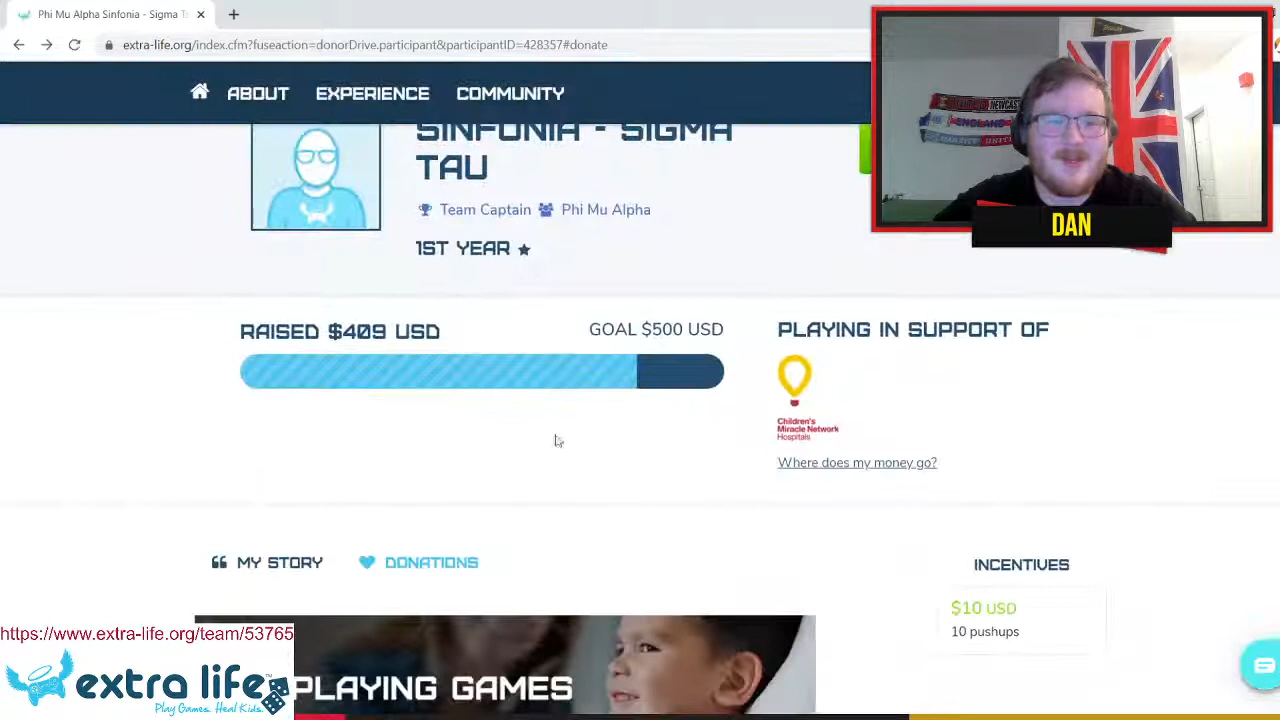 Phi Mu Alpha Sinfonia - Sigma Ta
extra-life.org/index.cfm?fuseaction=donorDrive.participant&participantID=428357#donate
ABOUT EXPERIENCE COMMUNITY
SINFONIA - SIGMA
TAU
Team Captain Phi Mu Alpha
1ST YEAR
DAN
RAISED $409 USD
GOAL $500 USD
PLAYING IN SUPPORT OF
Children's
Miracle Network
Hospitals
Where does my money go?
MY STORY DONATIONS
INCENTIVES
$10 USD
10 pushups
https://www.extra-life.org/team/53765
extra life
Play Games. Heal Kids.
PLAYING GAMES
ENGLAND
UNITED